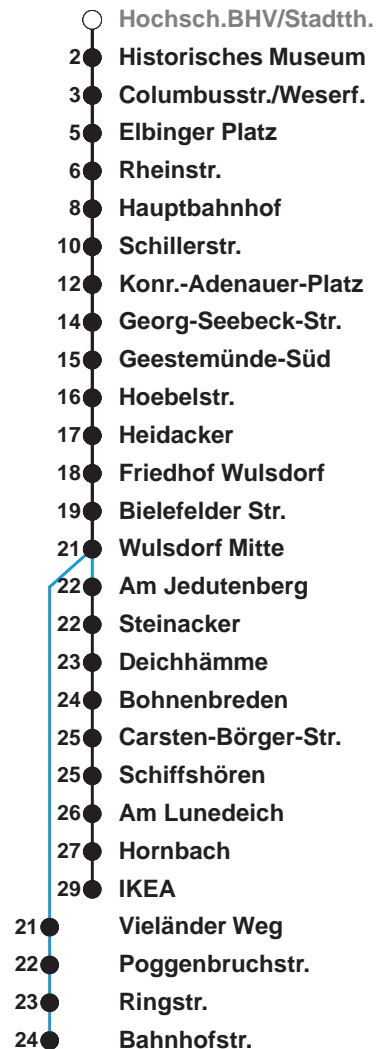 Hochsch.BHV/Stadtth.
2 Historisches Museum
3 Columbusstr./Weserf.
5 Elbinger Platz
6 Rheinstr.
8 Hauptbahnhof
10 Schillerstr.
12 Konr.-Adenauer-Platz
14 Georg-Seebeck-Str.
15 Geestemünde-Süd
16 Hoebelstr.
17 Heidacker
18 Friedhof Wulsdorf
19 Bielefelder Str.
21 Wulsdorf Mitte
22 Am Jedutenberg
22 Steinacker
23 Deichhämme
24 Bohnenbreden
25 Carsten-Börger-Str.
25 Schiffshören
26 Am Lunedeich
27 Hornbach
29 IKEA
21 Vieländer Weg
22 Poggenbruchstr.
23 Ringstr.
24 Bahnhofstr.